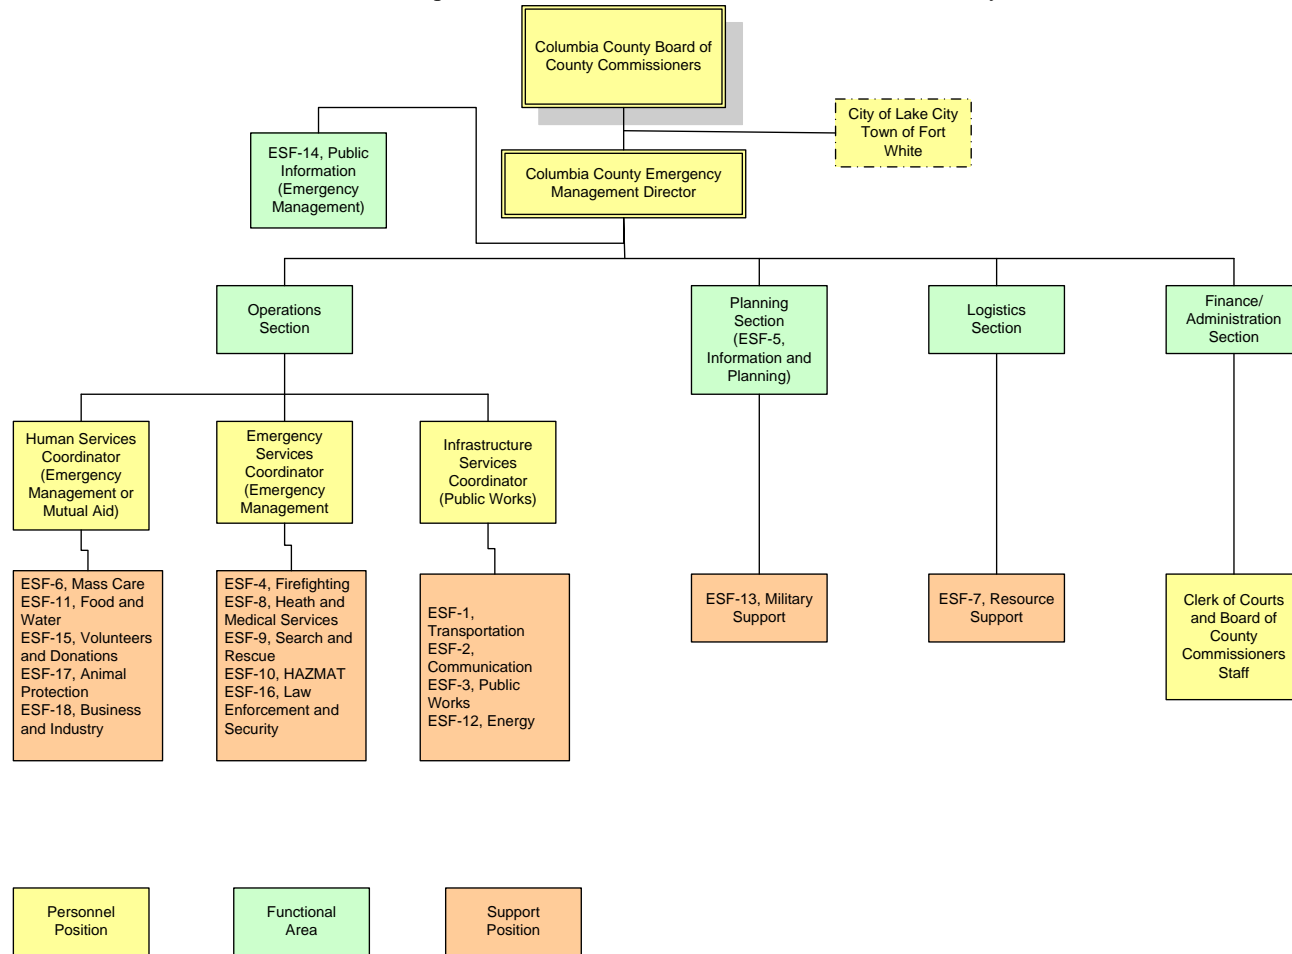 Columbia County Board of
County Commissioners
City of Lake City
Town of Fort
White
ESF-14, Public
Information
(Emergency
Management)
Columbia County Emergency
Management Director
Operations
Section
Planning
Section
(ESF-5,
Information and
Planning)
Logistics
Section
Finance/
Administration
Section
Human Services
Coordinator
(Emergency
Management or
Mutual Aid)
Emergency
Services
Coordinator
(Emergency
Management
Infrastructure
Services
Coordinator
(Public Works)
ESF-6, Mass Care
ESF-11, Food and
Water
ESF-15, Volunteers
and Donations
ESF-17, Animal
Protection
ESF-18, Business
and Industry
ESF-4, Firefighting
ESF-8, Heath and
Medical Services
ESF-9, Search and
Rescue
ESF-10, HAZMAT
ESF-16, Law
Enforcement and
Security
ESF-1,
Transportation
ESF-2,
Communication
ESF-3, Public
Works
ESF-12, Energy
ESF-13, Military
Support
ESF-7, Resource
Support
Clerk of Courts
and Board of
County
Commissioners
Staff
Personnel
Position
Functional
Area
Support
Position